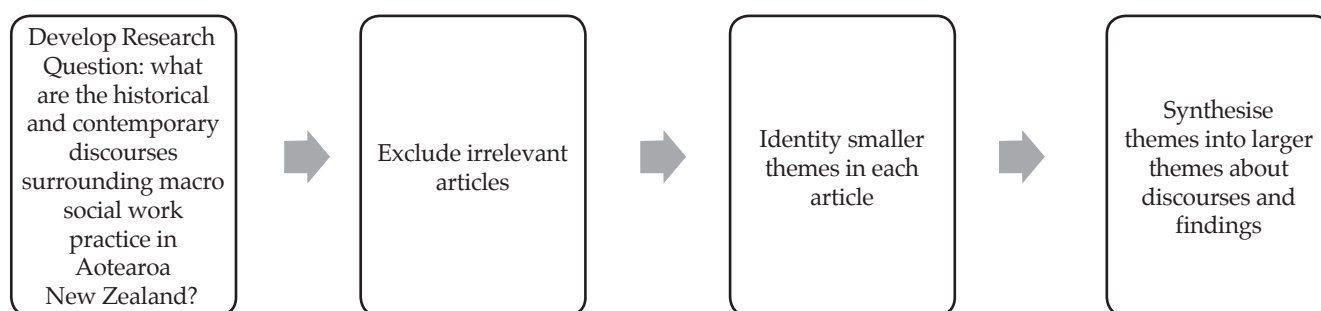 Develop Research
Question: what
are the historical
and contemporary
discourses
surrounding macro
social work
practice in
Aotearoa
New Zealand?
Exclude irrelevant
articles
Identity smaller
themes in each
article
Synthesise
themes into larger
themes about
discourses and
findings